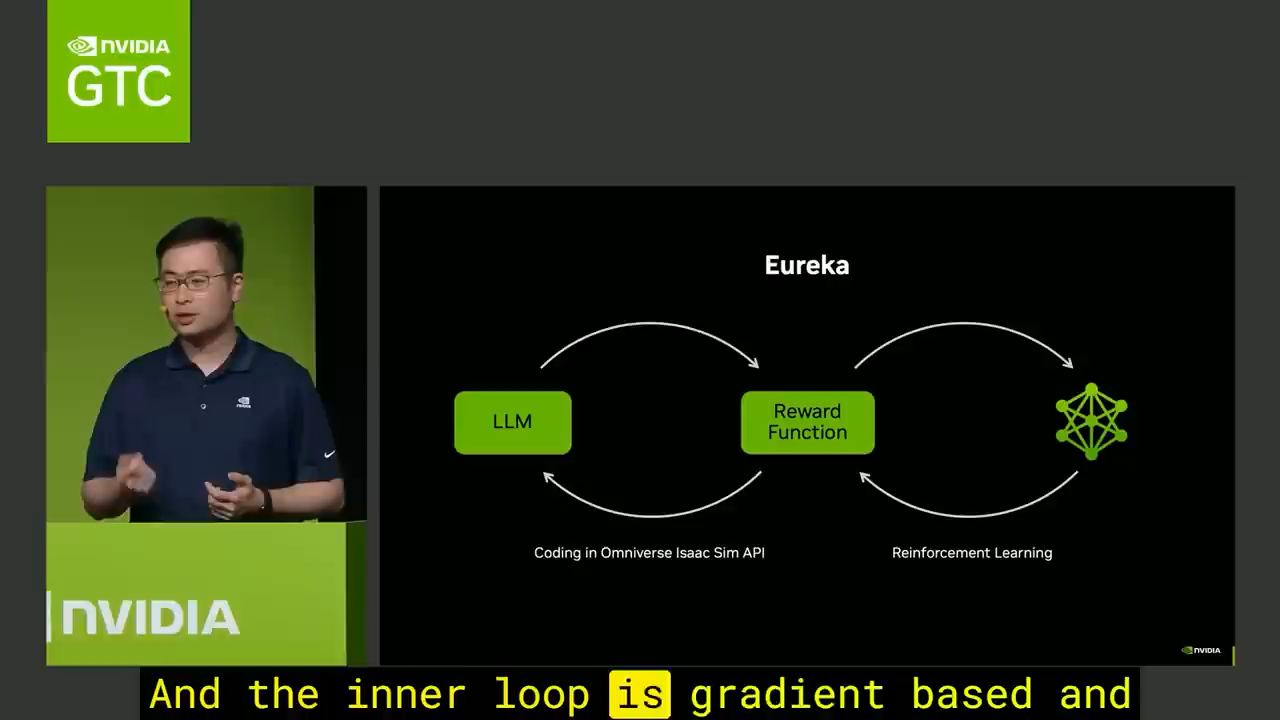 NVIDIA
GTC
Eureka
LLM
Reward
Function
Coding in Omniverse Isaac Sim API
Reinforcement Learning
NVIDIA
NVIDIA
And the inner loop is gradient based and